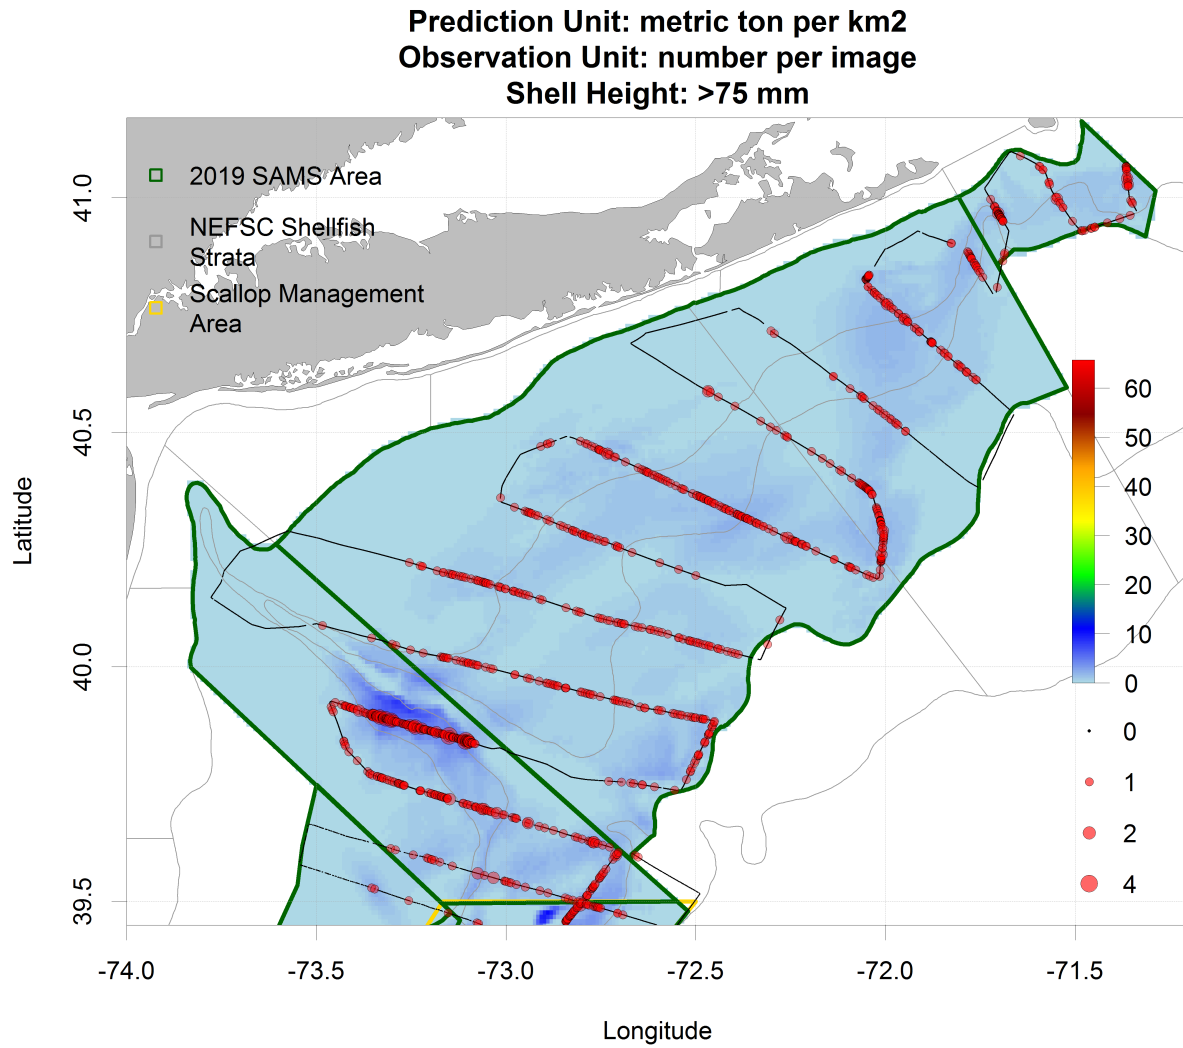 Prediction Unit: metric ton per km2
Observation Unit: number per image
Shell Height: >75 mm
2019 SAMS Area
NEFSC Shellfish
Strata
Scallop Management
Area
41.0
40.5
40.0
39.5
Latitude
60
50
40
30
20
10
0
0
1
2
4
-74.0
-73.5
-73.0
-72.5
-72.0
-71.5
Longitude